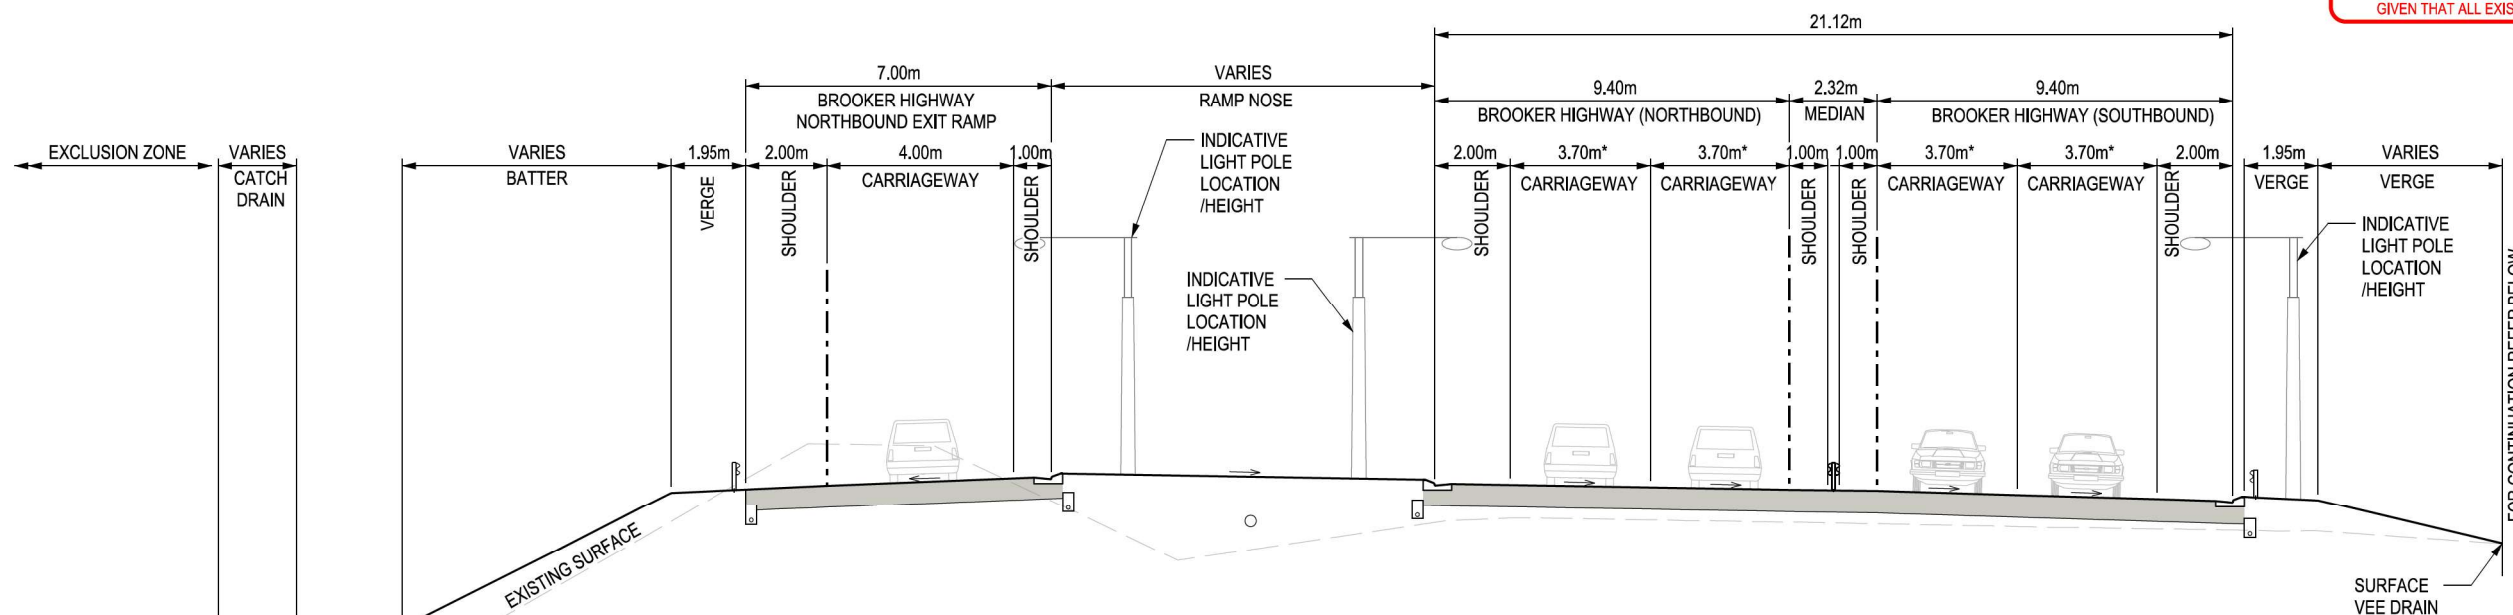 GIVEN THAT ALL EXIS
21.12m
7.00m
VARIES
9.40m
2.32m
9.40m
BROOKER HIGHWAY
NORTHBOUND EXIT RAMP
RAMP NOSE
BROOKER HIGHWAY (NORTHBOUND)
MEDIAN
BROOKER HIGHWAY (SOUTHBOUND)
EXCLUSION ZONE
VARIES
CATCH
DRAIN
VARIES
BATTER
1.95m
VERGE
2.00m
SHOULDER
4.00m
CARRIAGEWAY
1.00m
SHOULDER
INDICATIVE
LIGHT POLE
LOCATION
/HEIGHT
INDICATIVE
LIGHT POLE
LOCATION
/HEIGHT
2.00m
SHOULDER
3.70m*
CARRIAGEWAY
3.70m*
CARRIAGEWAY
1.00m
SHOULDER
1.00m
SHOULDER
3.70m*
CARRIAGEWAY
3.70m*
CARRIAGEWAY
2.00m
SHOULDER
1.95m
VERGE
VARIES
VERGE
INDICATIVE
LIGHT POLE
LOCATION
/HEIGHT
FOR CONTINUATION REFER BELOW
EXISTING SURFACE
SURFACE
VEE DRAIN